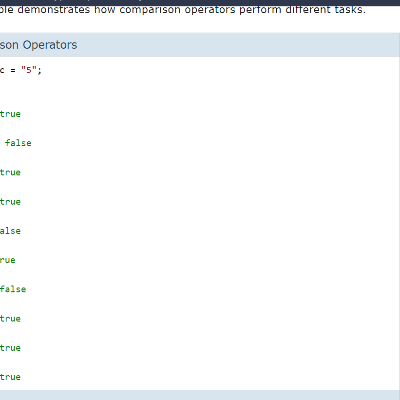 ple demonstrates how comparison operators perform different tasks.
son Operators
c = "5";
true
false
true
true
alse
rue
false
true
true
true